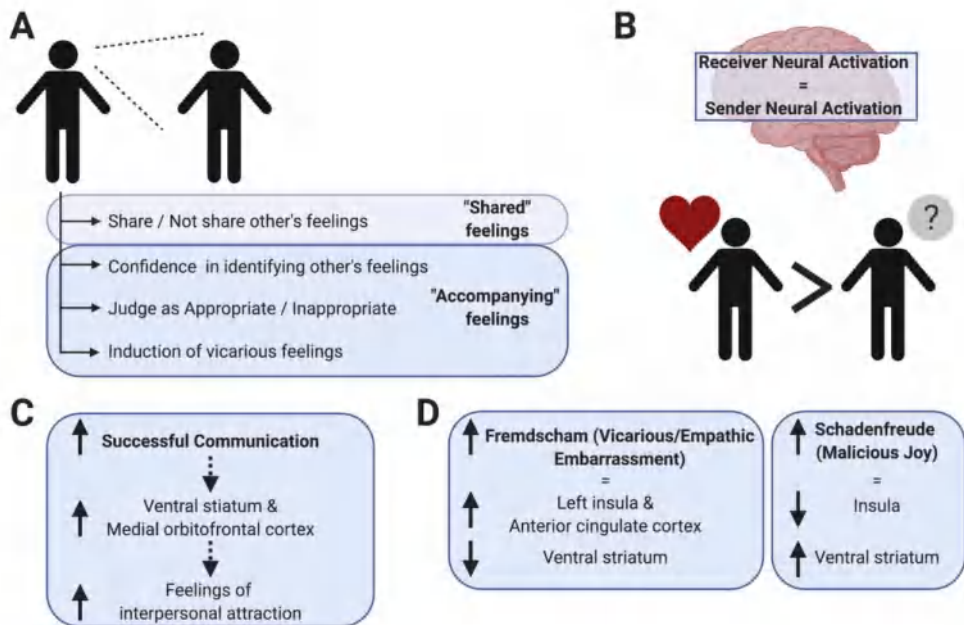 A
Share / Not share other's feelings
"Shared"
feelings
Confidence in identifying other's feelings
Judge as Appropriate / Inappropriate
Induction of vicarious feelings
"Accompanying"
feelings
B
Receiver Neural Activation
=
Sender Neural Activation
?
>
C
Successful Communication
Ventral stiatum &
Medial orbitofrontal cortex
Feelings of
interpersonal attraction
D
Fremdscham (Vicarious/Empathic
Embarrassment)
=
Left insula &
Anterior cingulate cortex
Ventral striatum
Schadenfreude
(Malicious Joy)
=
Insula
Ventral striatum